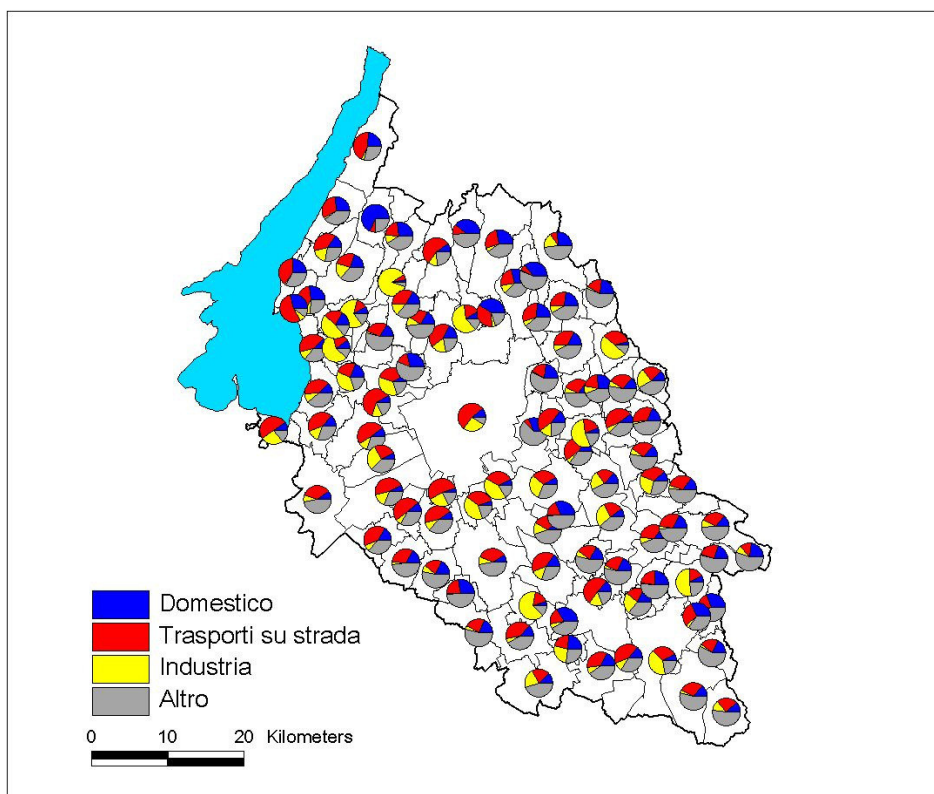 Domestico
Trasporti su strada
Industria
Altro
0 10 20 Kilometers